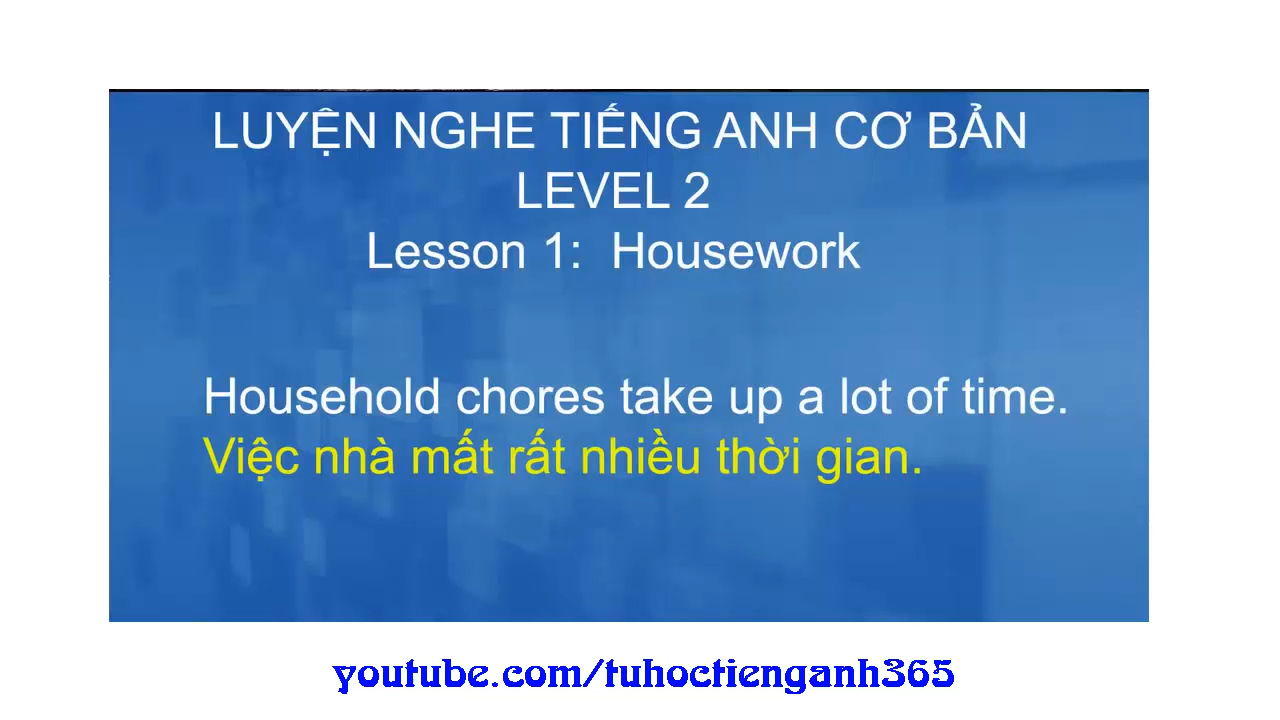 LUYỆN NGHE TIẾNG ANH CƠ BẢN
LEVEL 2
Lesson 1: Housework
Household chores take up a lot of time.
Việc nhà mất rất nhiều thời gian.
youtube.com/tuhoctienganh365